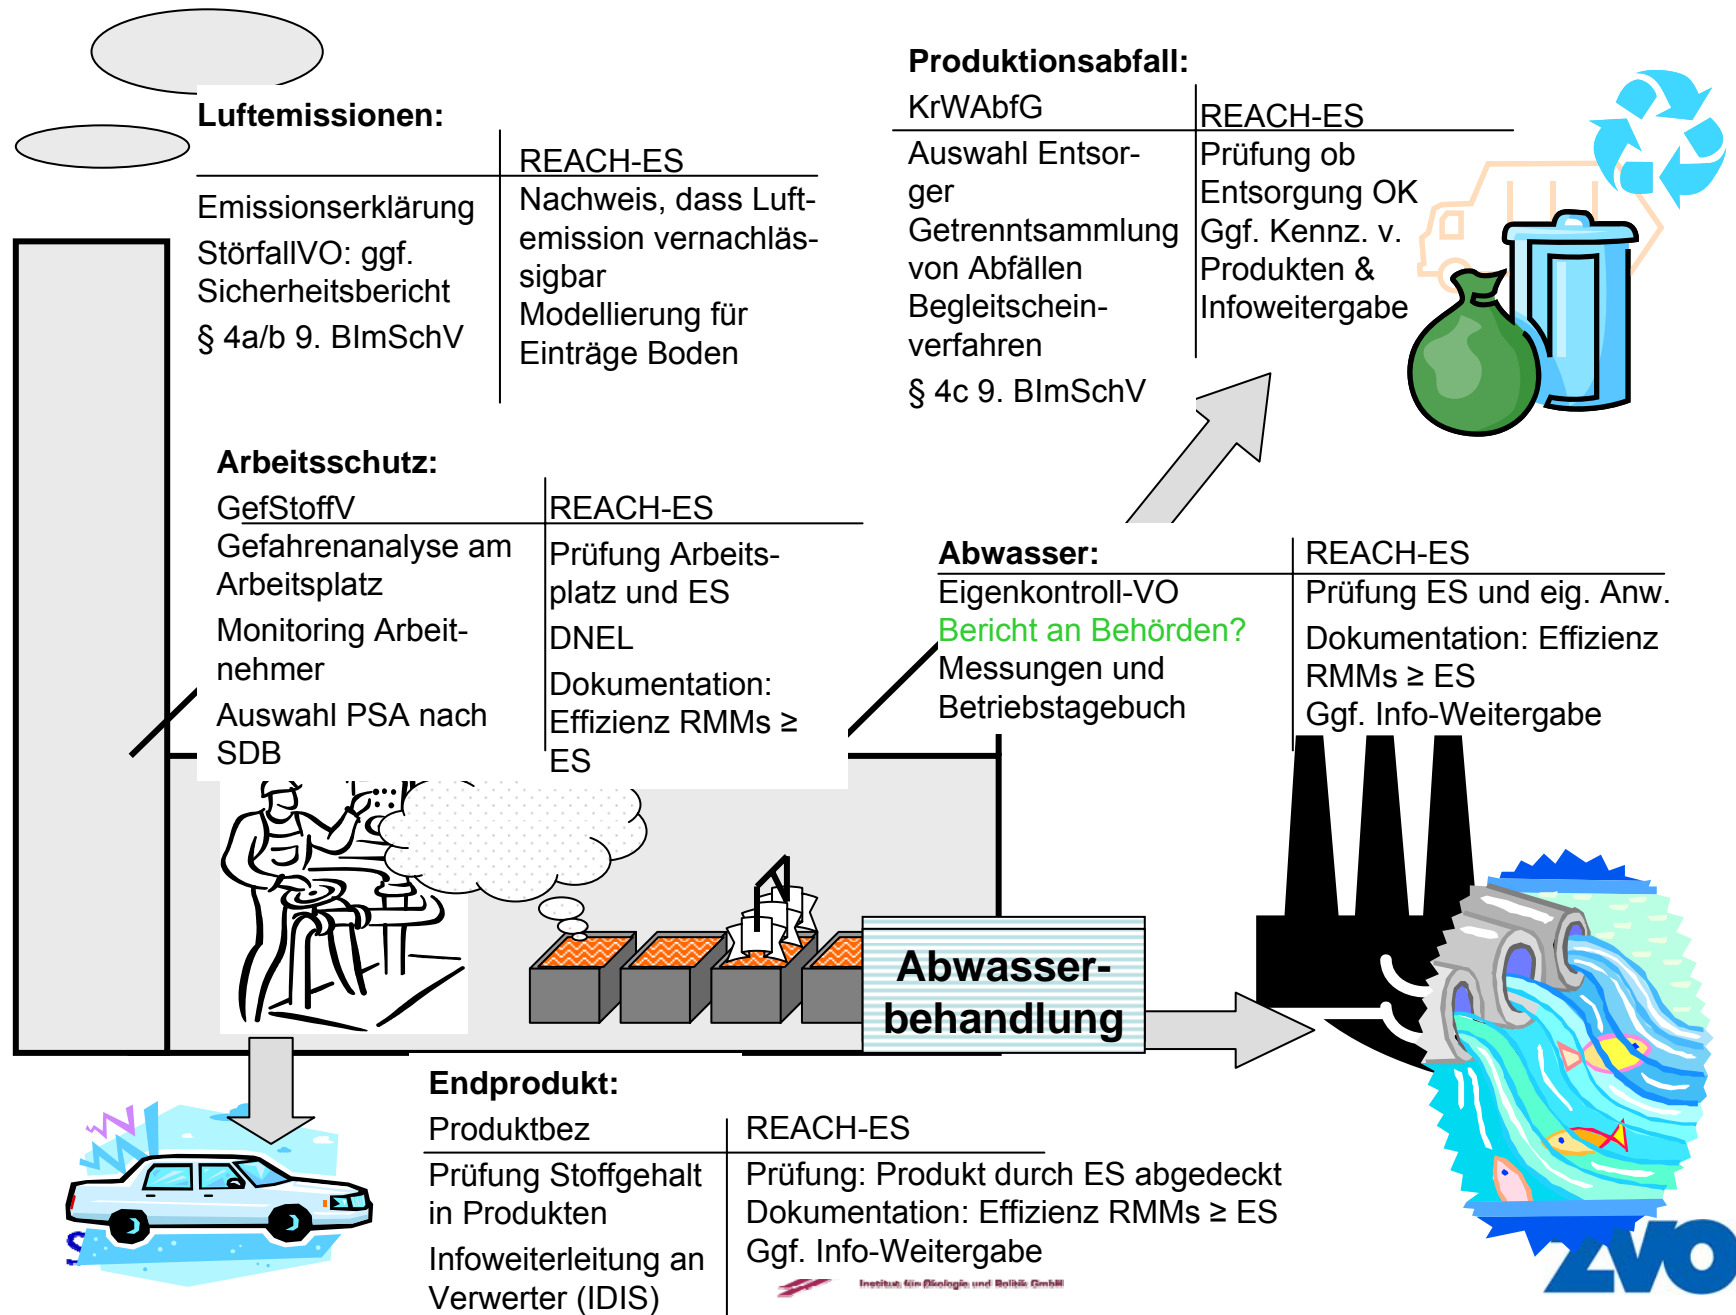 Luftemissionen:
REACH-ES
Emissionserklärung
StörfallVO: ggf.
Sicherheitsbericht
§ 4a/b 9. BImSchV
Nachweis, dass Luft-
emission vernachläs-
sigbar
Modellierung für
Einträge Boden
Produktionsabfall:
KrWAbfG
REACH-ES
Auswahl Entsor-
ger
Getrenntsammlung
von Abfällen
Begleitschein-
verfahren
§ 4c 9. BImSchV
Prüfung ob
Entsorgung OK
Ggf. Kennz. v.
Produkten &
Infoweitergabe
Arbeitsschutz:
GefStoffV
REACH-ES
Gefahrenanalyse am
Arbeitsplatz
Monitoring Arbeit-
nehmer
Auswahl PSA nach
SDB
Prüfung Arbeits-
platz und ES
DNEL
Dokumentation:
Effizienz RMMs ≥
ES
Abwasser:
REACH-ES
Eigenkontroll-VO
Bericht an Behörden?
Messungen und
Betriebstagebuch
Prüfung ES und eig. Anw.
Dokumentation: Effizienz
RMMs ≥ ES
Ggf. Info-Weitergabe
Abwasser-
behandlung
Endprodukt:
Produktbez
REACH-ES
Prüfung Stoffgehalt
in Produkten
Infoweiterleitung an
Verwerter (IDIS)
Prüfung: Produkt durch ES abgedeckt
Dokumentation: Effizienz RMMs ≥ ES
Ggf. Info-Weitergabe
Institut für Ökologie und Politik GmbH
ZVO